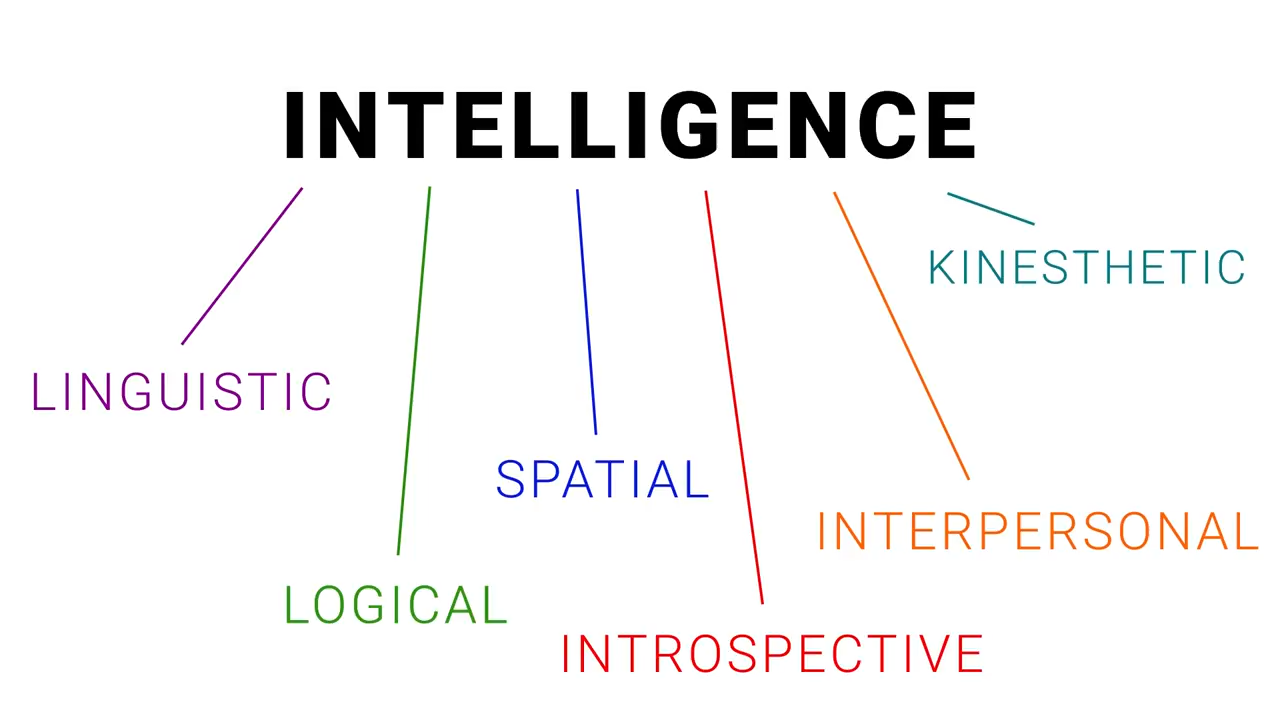 INTELLIGENCE
KINESTHETIC
LINGUISTIC
SPATIAL
INTERPERSONAL
LOGICAL
INTROSPECTIVE